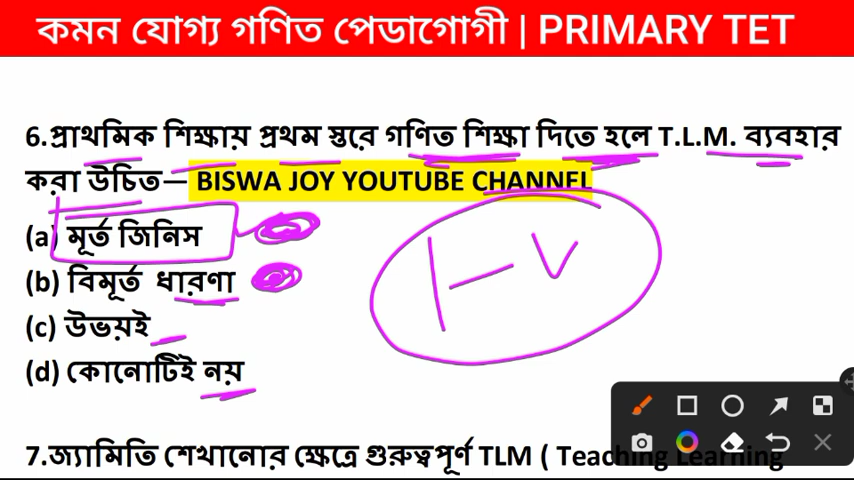 কমন যোগ্য গণিত পেডাগোগী | PRIMARY TET
6.প্রাথমিক শিক্ষায় প্রথম স্তরে গণিত শিক্ষা দিতে হলে T.L.M. ব্যবহার
করা উচিত— BISWA JOY YOUTUBE CHANNEL
(a) মূর্ত জিনিস
(b) বিমূর্ত ধারণা
(c) উভয়ই
(d) কোনোটিই নয়
I — V
7.জ্যামিতি শেখানোর ক্ষেত্রে গুরুত্বপূর্ণ TLM ( Teaching Learning